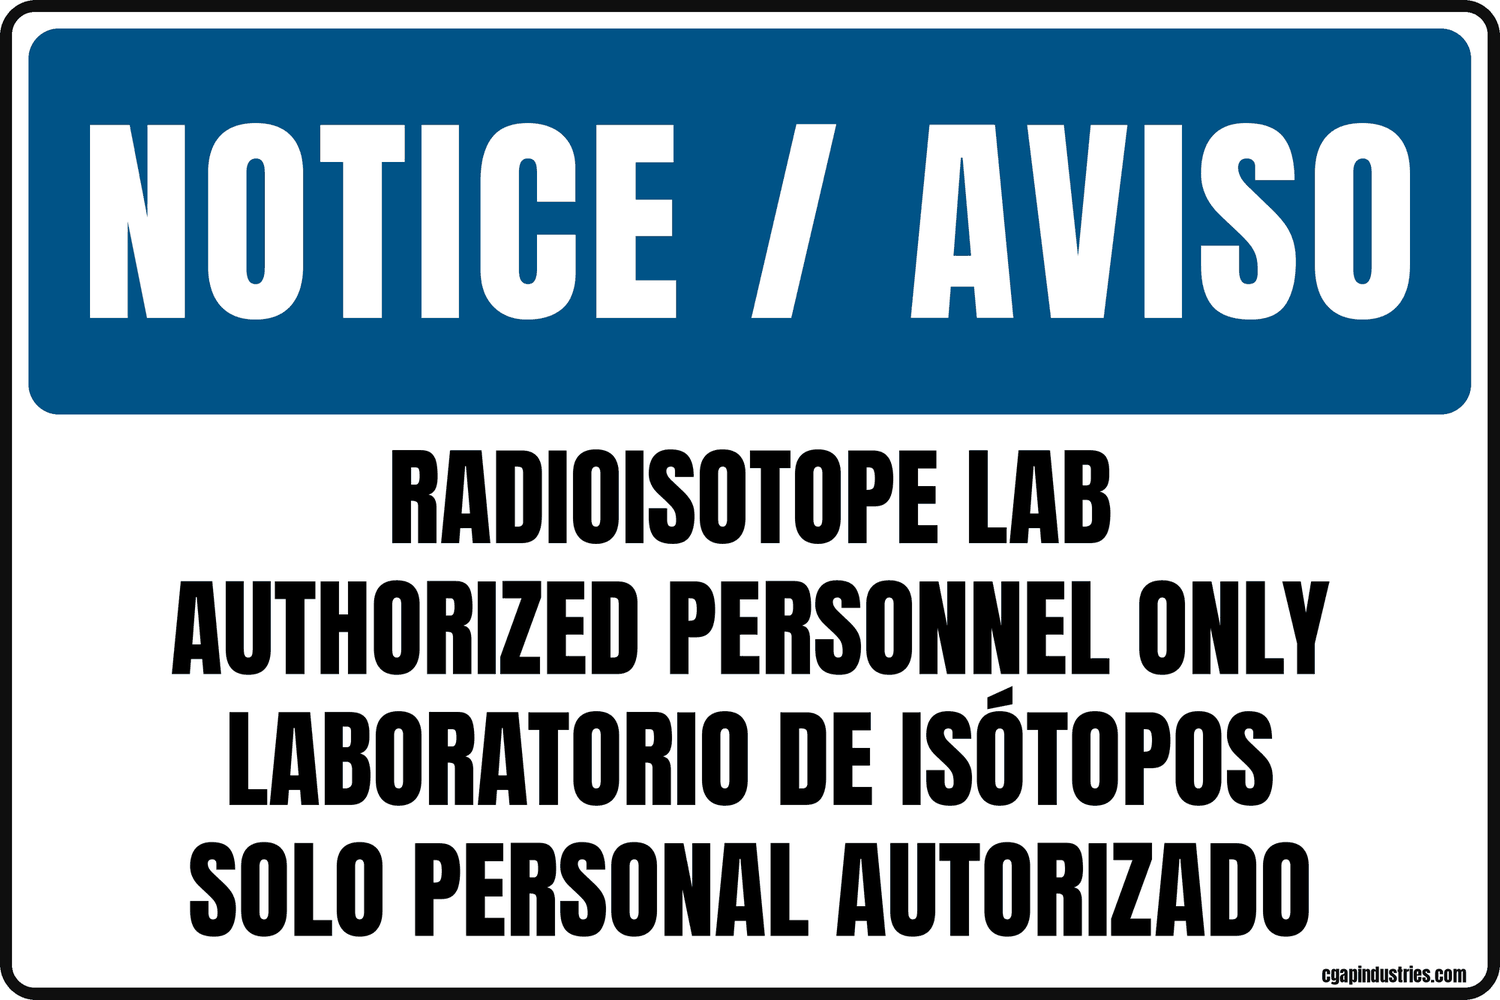 NOTICE / AVISO
RADIOISOTOPE LAB
AUTHORIZED PERSONNEL ONLY
LABORATORIO DE ISÓTOPOS
SOLO PERSONAL AUTORIZADO
cgapindustries.com